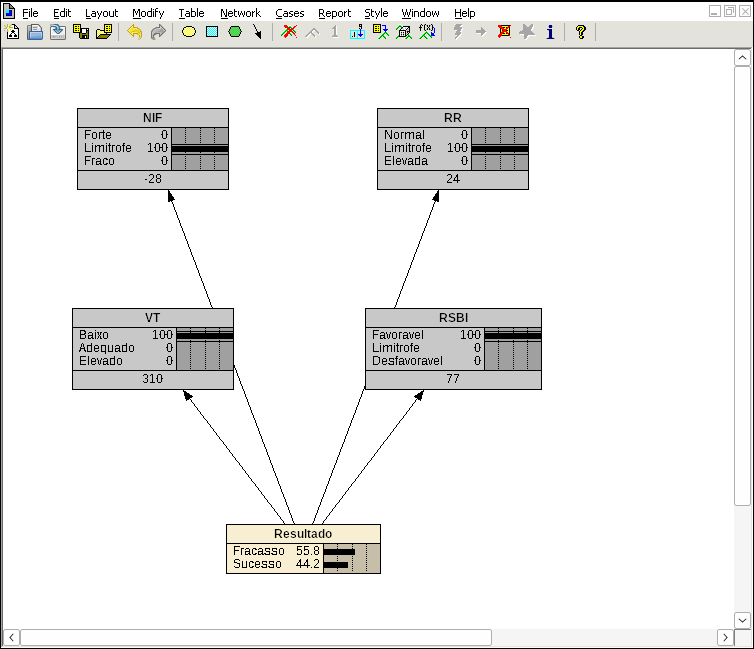 File Edit Layout Modify Table Network Cases Report Style Window Help
1 f(x) i ?
NIF
Forte 0
Limitrofe 100
Fraco 0
-28
RR
Normal 0
Limitrofe 100
Elevada 0
24
VT
Baixo 100
Adequado 0
Elevado 0
310
RSBI
Favoravel 100
Limitrofe 0
Desfavoravel 0
77
Resultado
Fracasso 55.8
Sucesso 44.2